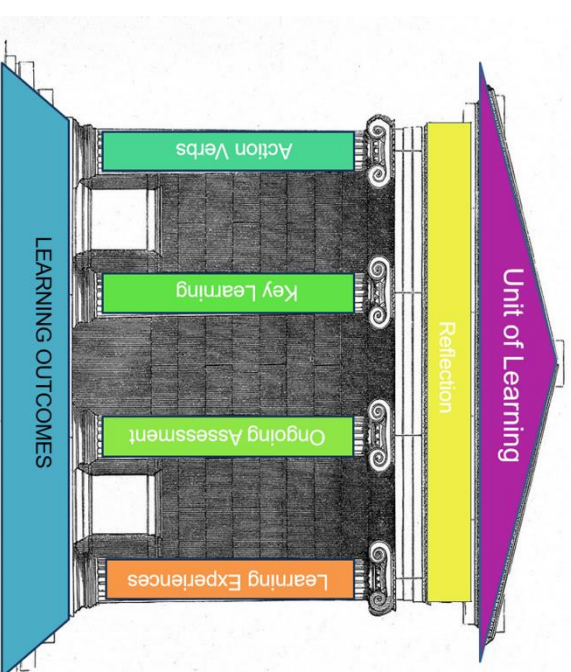 Unit of Learning
Reflection
Action Verbs
Key Learning
Ongoing Assessment
Learning Experiences
LEARNING OUTCOMES